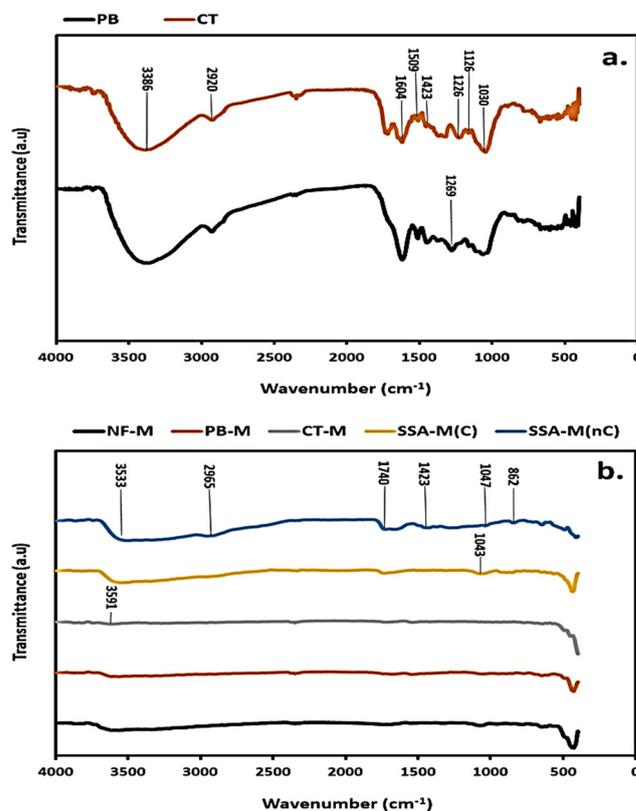 PB CT
a.
3386
2920
1604
1509
1423
1226
1126
1030
1269
Transmittance (a.u)
4000 3500 3000 2500 2000 1500 1000 500 0
Wavenumber (cm⁻¹)
NF-M PB-M CT-M SSA-M(C) SSA-M(nC)
b.
3533
2965
1740
1423
1047
862
1043
3591
Transmittance (a.u)
4000 3500 3000 2500 2000 1500 1000 500 0
Wavenumber (cm⁻¹)